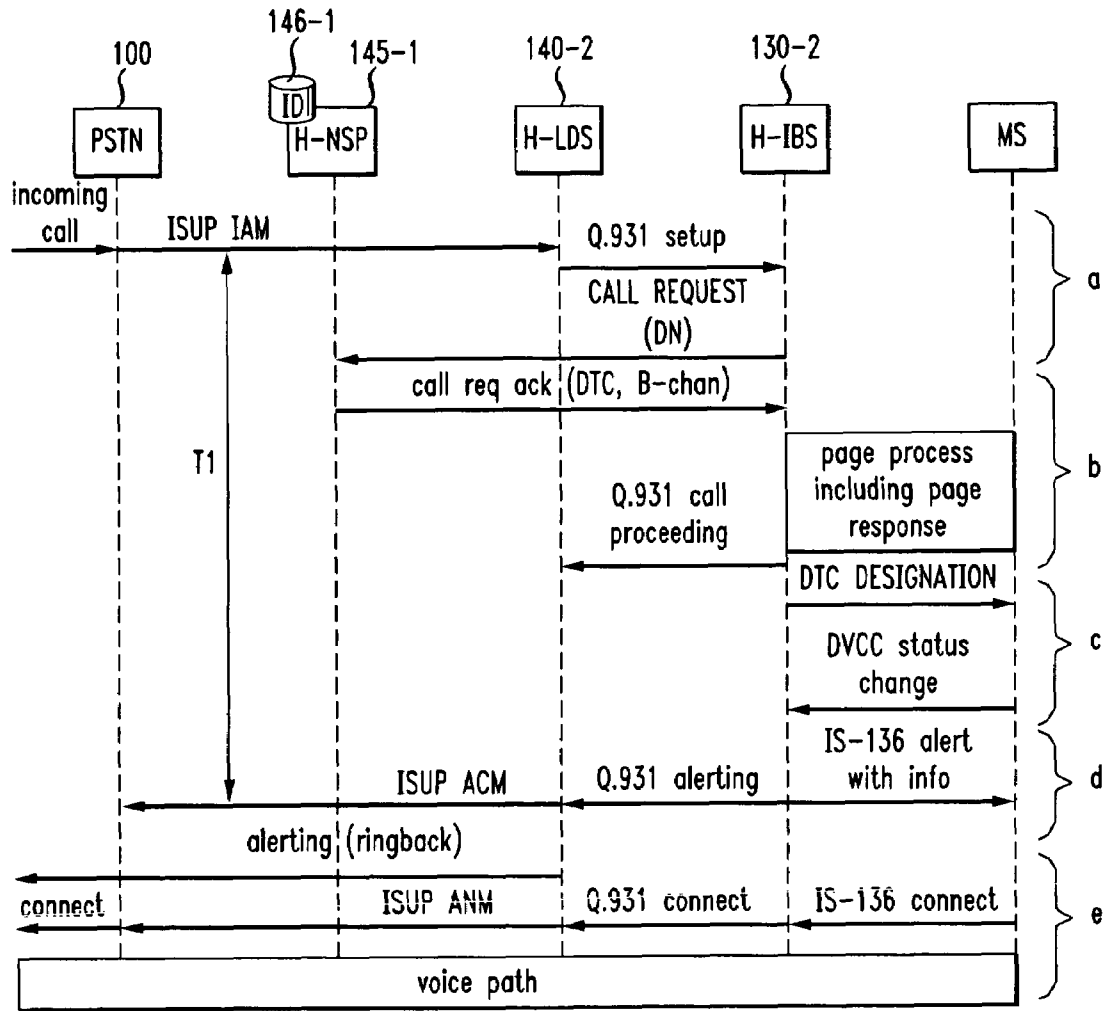 146-1
100
145-1
140-2
130-2
ID
PSTN
H-NSP
H-LDS
H-IBS
MS
incoming
call
ISUP IAM
Q.931 setup
a
CALL REQUEST
(DN)
call req ack (DTC, B-chan)
T1
page process
including page
response
b
Q.931 call
proceeding
DTC DESIGNATION
DVCC status
change
c
IS-136 alert
with info
ISUP ACM
Q.931 alerting
d
alerting (ringback)
connect
ISUP ANM
Q.931 connect
IS-136 connect
e
voice path